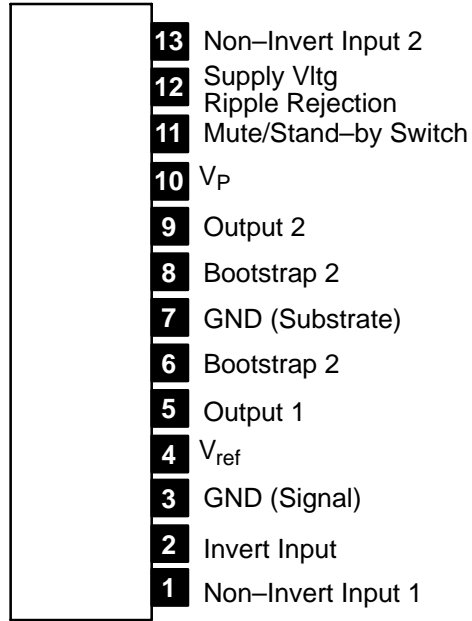 13 Non–Invert Input 2
12 Supply Vltg
Ripple Rejection
11 Mute/Stand–by Switch
10 VP
9 Output 2
8 Bootstrap 2
7 GND (Substrate)
6 Bootstrap 2
5 Output 1
4 Vref
3 GND (Signal)
2 Invert Input
1 Non–Invert Input 1